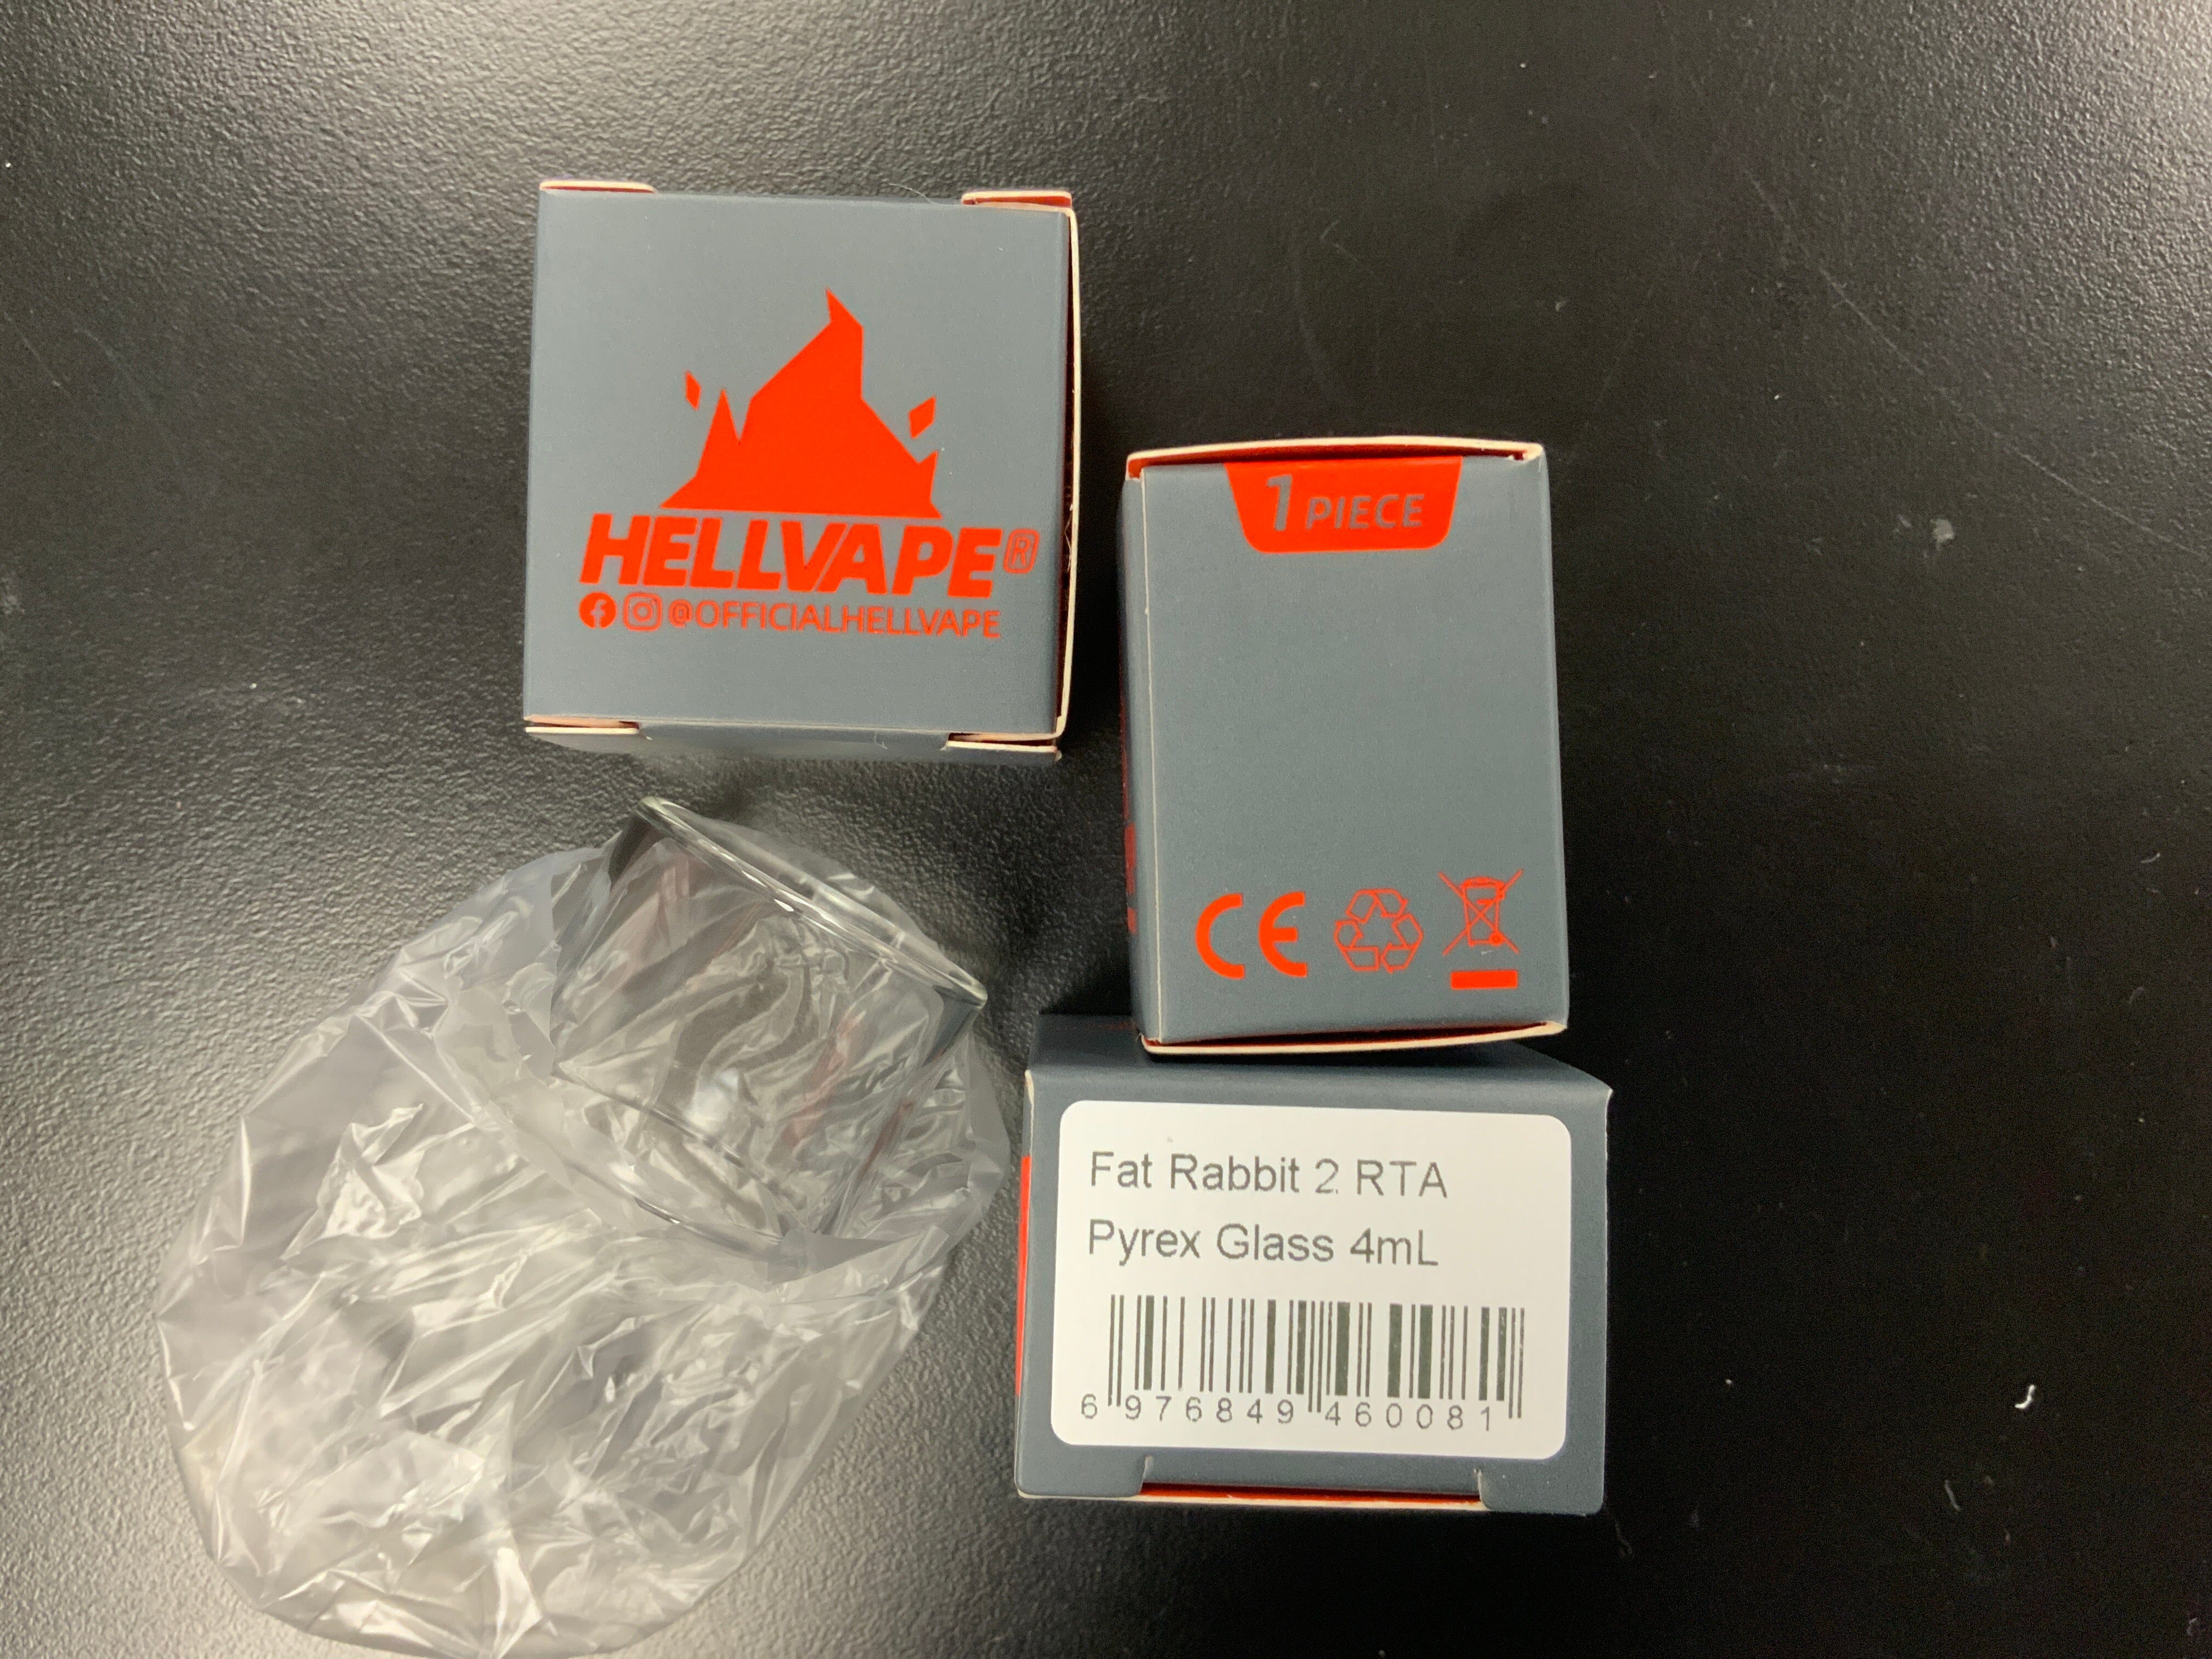 HELLVAPE®
@OFFICIALHELLVAPE
1 PIECE
CE
Fat Rabbit 2 RTA
Pyrex Glass 4mL
6 976849 460081